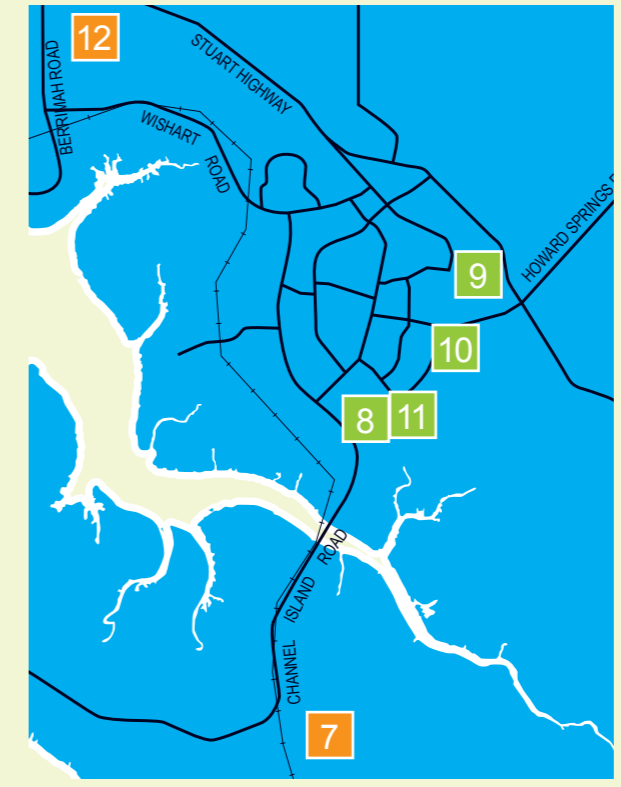 12
STUART HIGHWAY
BERRIMAH ROAD
WISHART
ROAD
HOWARD SPRINGS
9
10
8
11
ROAD
ISLAND
CHANNEL
7